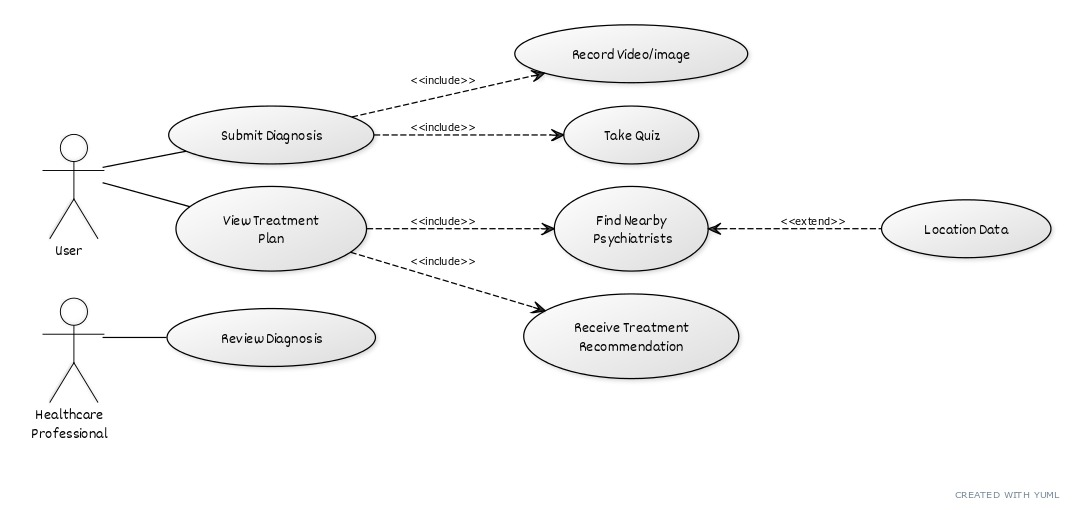 Record Video/image
<<include>>
<<include>>
Submit Diagnosis
Take Quiz
User
View Treatment
Plan
<<include>>
Find Nearby
Psychiatrists
<<extend>>
Location Data
<<include>>
Receive Treatment
Recommendation
Review Diagnosis
Healthcare
Professional
CREATED WITH YUML